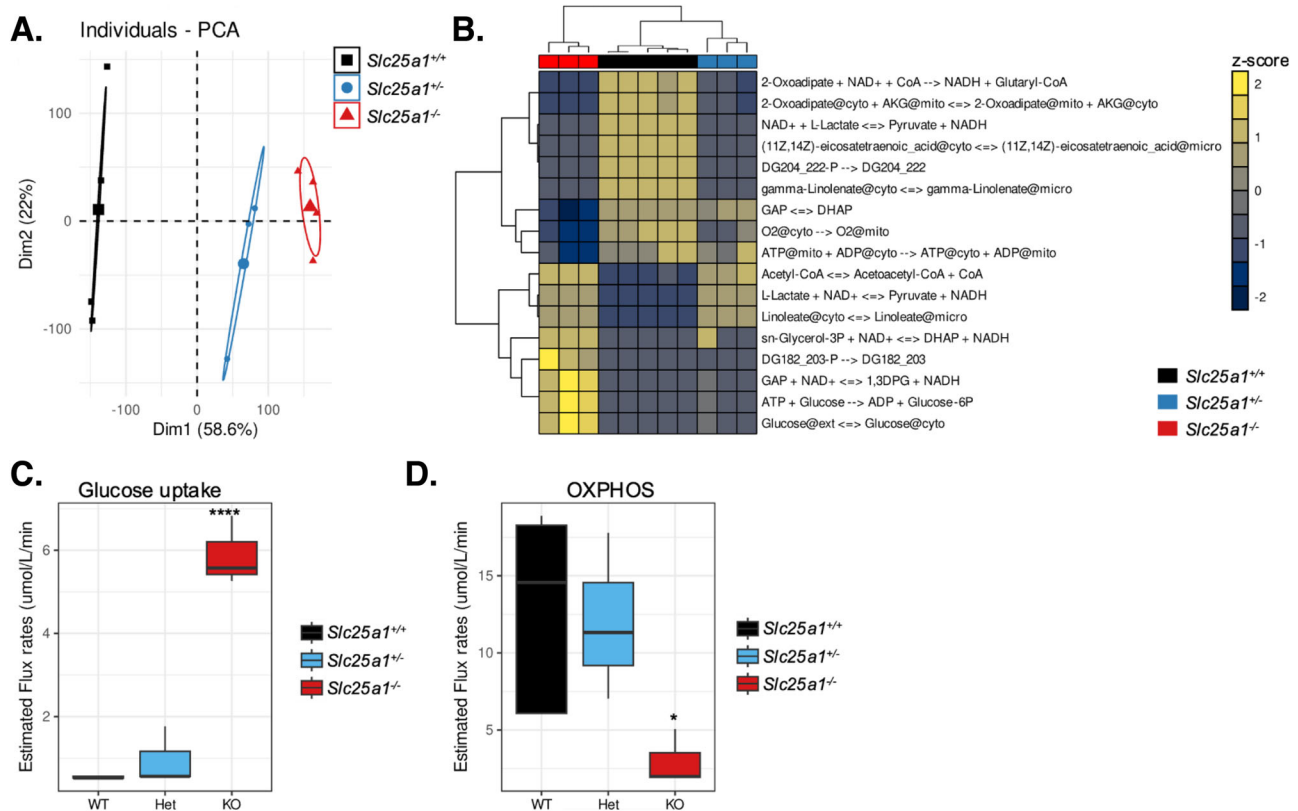 A.
Individuals - PCA
Slc25a1+/+
Slc25a1+/-
Slc25a1-/-
Dim2 (22%)
100
0
-100
-100
0
100
Dim1 (58.6%)
B.
2-Oxoadipate + NAD+ + CoA --> NADH + Glutaryl-CoA
2-Oxoadipate@cyto + AKG@mito <=> 2-Oxoadipate@mito + AKG@cyto
NAD+ + L-Lactate <=> Pyruvate + NADH
(11Z,14Z)-eicosatetraenoic_acid@cyto <=> (11Z,14Z)-eicosatetraenoic_acid@micro
DG204_222-P --> DG204_222
gamma-Linolenate@cyto <=> gamma-Linolenate@micro
GAP <=> DHAP
O2@cyto --> O2@mito
ATP@mito + ADP@cyto --> ATP@cyto + ADP@mito
Acetyl-CoA <=> Acetoacetyl-CoA + CoA
L-Lactate + NAD+ <=> Pyruvate + NADH
Linoleate@cyto <=> Linoleate@micro
sn-Glycerol-3P + NAD+ <=> DHAP + NADH
DG182_203-P --> DG182_203
GAP + NAD+ <=> 1,3DPG + NADH
ATP + Glucose --> ADP + Glucose-6P
Glucose@ext <=> Glucose@cyto
z-score
2
1
0
-1
-2
Slc25a1+/+
Slc25a1+/-
Slc25a1-/-
C.
Glucose uptake
Estimated Flux rates (umol/L/min
6
4
2
****
WT
Het
KO
Slc25a1+/+
Slc25a1+/-
Slc25a1-/-
D.
OXPHOS
Estimated Flux rates (umol/L/min
15
10
5
*
WT
Het
KO
Slc25a1+/+
Slc25a1+/-
Slc25a1-/-